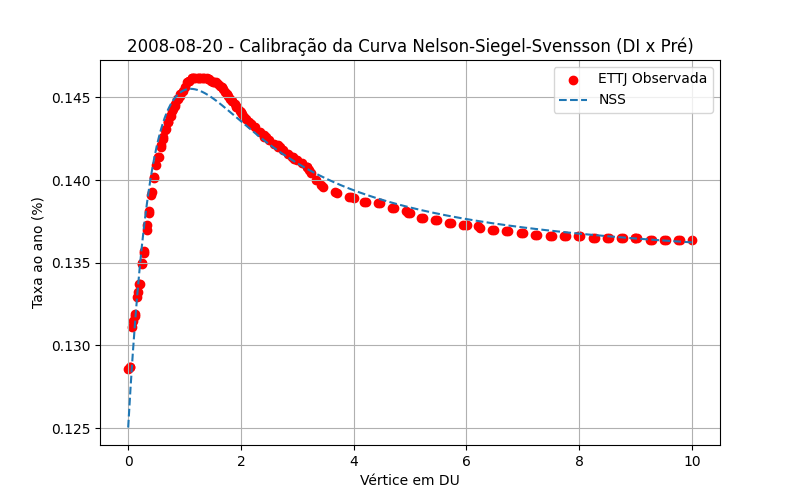 2008-08-20 - Calibração da Curva Nelson-Siegel-Svensson (DI x Pré)
ETTJ Observada
NSS
Taxa ao ano (%)
0.145
0.140
0.135
0.130
0.125
0 2 4 6 8 10
Vértice em DU